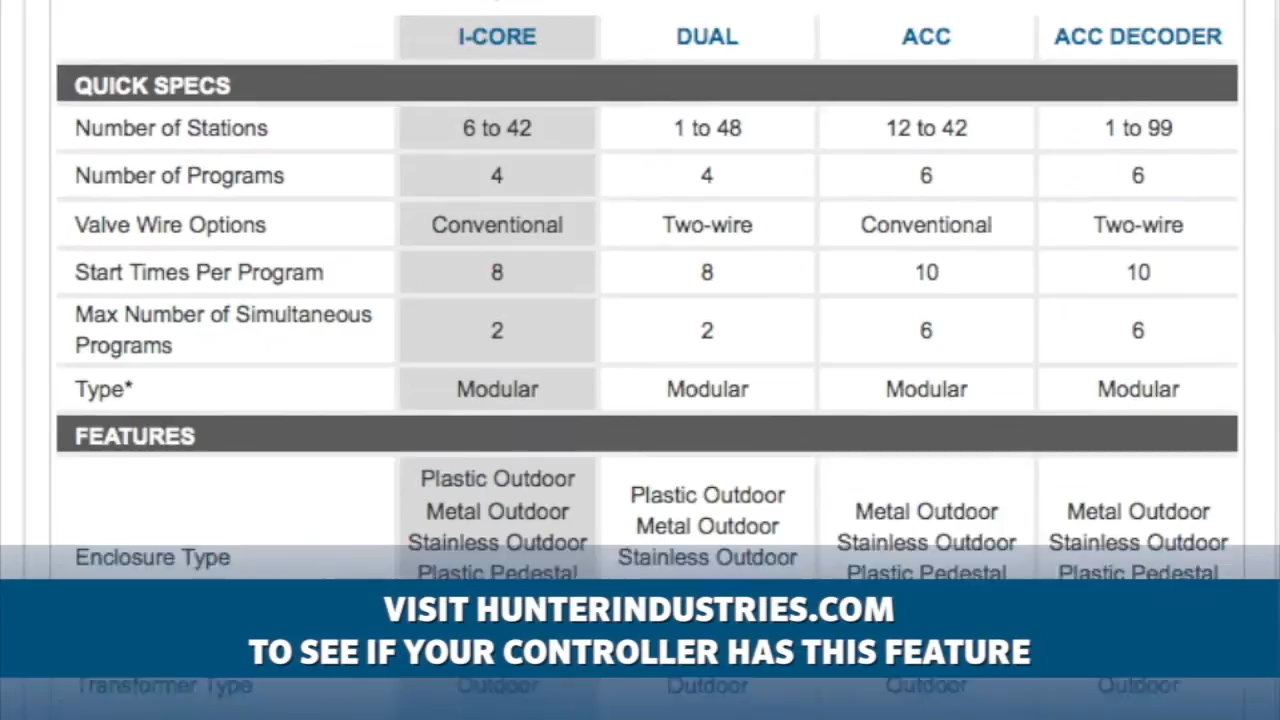 I-CORE DUAL ACC ACC DECODER
QUICK SPECS
Number of Stations 6 to 42 1 to 48 12 to 42 1 to 99
Number of Programs 4 4 6 6
Valve Wire Options Conventional Two-wire Conventional Two-wire
Start Times Per Program 8 8 10 10
Max Number of Simultaneous
Programs 2 2 6 6
Type* Modular Modular Modular Modular
FEATURES
Plastic Outdoor
Plastic Outdoor
Metal Outdoor Metal Outdoor Metal Outdoor
Metal Outdoor
Stainless Outdoor Stainless Outdoor Stainless Outdoor
Enclosure Type Stainless Outdoor
Plastic Pedestal Plastic Pedestal Plastic Pedestal
VISIT HUNTERINDUSTRIES.COM
TO SEE IF YOUR CONTROLLER HAS THIS FEATURE
Transformer Type Outdoor Outdoor Outdoor Outdoor